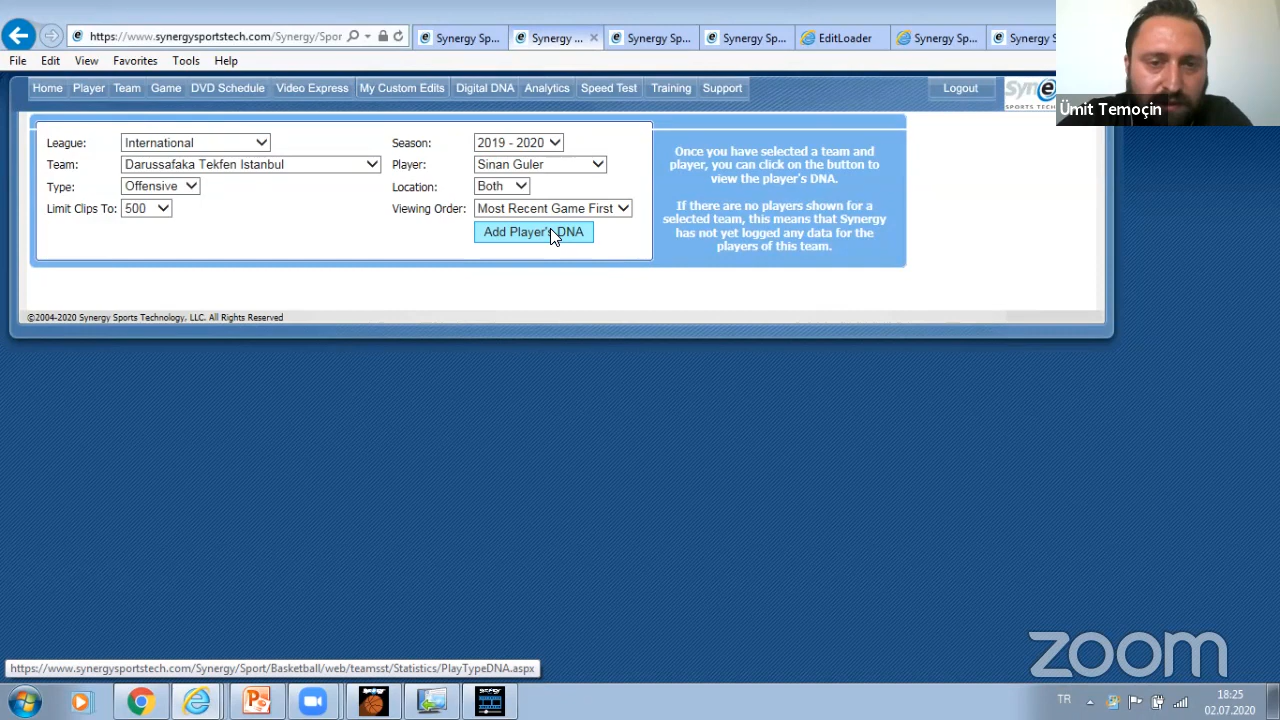 https://www.synergysportstech.com/Synergy/Spor
Synergy Sp...
Synergy ...
Synergy Sp...
Synergy Sp...
EditLoader
Synergy Sp...
Synergy S
File Edit View Favorites Tools Help
Home Player Team Game DVD Schedule Video Express My Custom Edits Digital DNA Analytics Speed Test Training Support Logout
SPORTS TECH
Ümit Temoçin
League: International Season: 2019 - 2020
Team: Darussafaka Tekfen Istanbul Player: Sinan Guler
Type: Offensive Location: Both
Limit Clips To: 500 Viewing Order: Most Recent Game First
Add Player's DNA
Once you have selected a team and
player, you can click on the button to
view the player's DNA.
If there are no players shown for a
selected team, this means that Synergy
has not yet logged any data for the
players of this team.
©2004-2020 Synergy Sports Technology, LLC. All Rights Reserved
zoom
https://www.synergysportstech.com/Synergy/Sport/Basketball/web/teamsst/Statistics/PlayTypeDNA.aspx
TR
18:25
02.07.2020